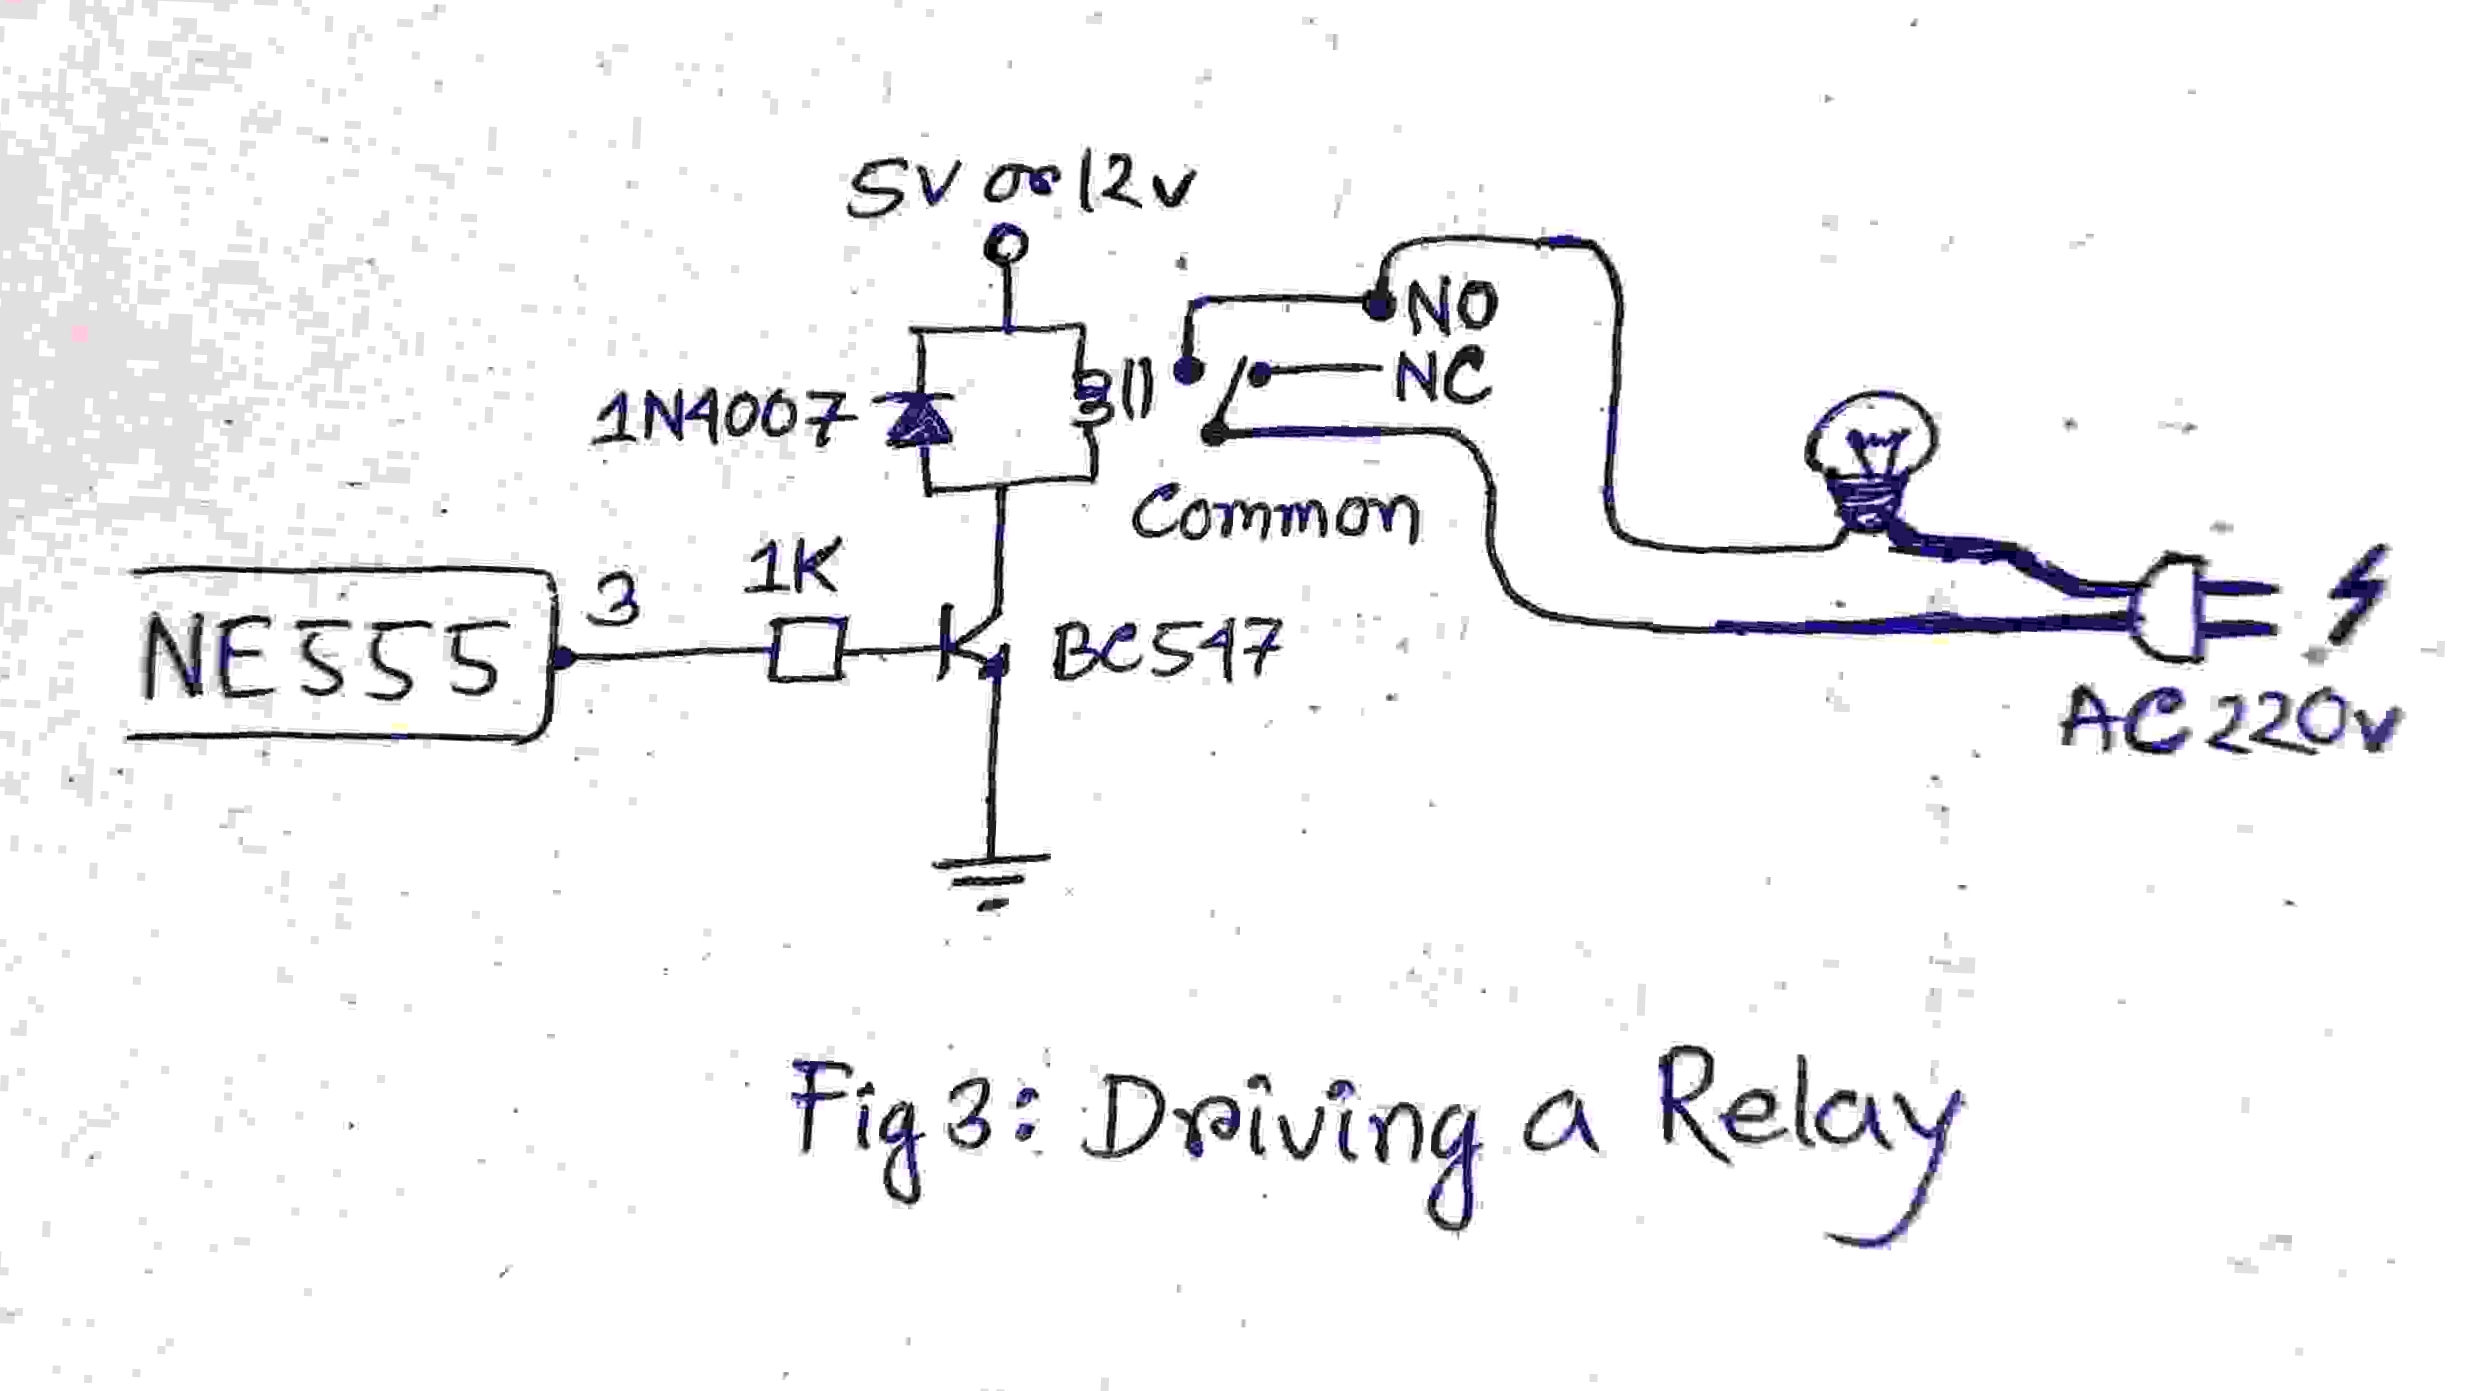 5V or 12v
NO
NC
1N4007
Common
1K
3
NE555
BC547
AC 220v
Fig 3: Driving a Relay